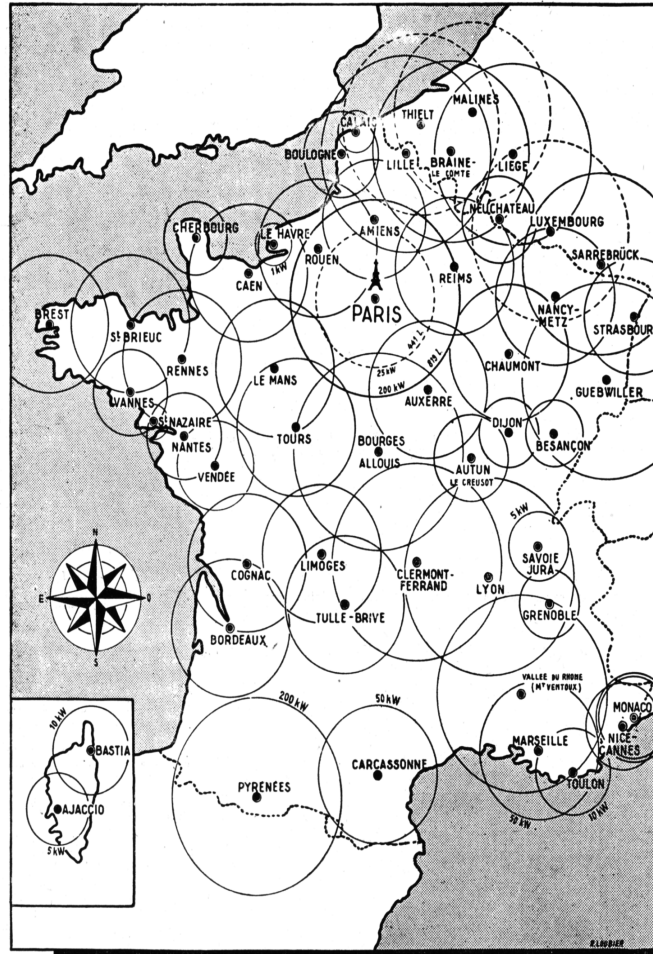 MALINES
THIELT
CALAIS
BOULOGNE
LILLE
BRAINE-
LE COMTE
LIEGE
NEUCHATEAU
LUXEMBOURG
CHERBOURG
LE HAVRE
1 kW
AMIENS
ROUEN
SARREBRÜCK
CAEN
REIMS
PARIS
NANCY-
METZ
BREST
St BRIEUC
STRASBOUR
441 L
819 L
25 kW
200 kW
RENNES
LE MANS
CHAUMONT
AUXERRE
GUEBWILLER
VANNES
St NAZAIRE
NANTES
TOURS
DIJON
BESANÇON
BOURGES
ALLOUIS
VENDÉE
AUTUN
LE CREUSOT
5 kW
N
E
O
S
COGNAC
LIMOGES
CLERMONT-
FERRAND
LYON
SAVOIE
JURA
TULLE-BRIVE
GRENOBLE
BORDEAUX
VALLÉE DU RHONE
(Mt VENTOUX)
200 kW
50 kW
MONACO
NICE-
CANNES
10 kW
BASTIA
AJACCIO
5 kW
PYRÉNÉES
CARCASSONNE
MARSEILLE
TOULON
50 kW
10 kW
R. LOUBIER